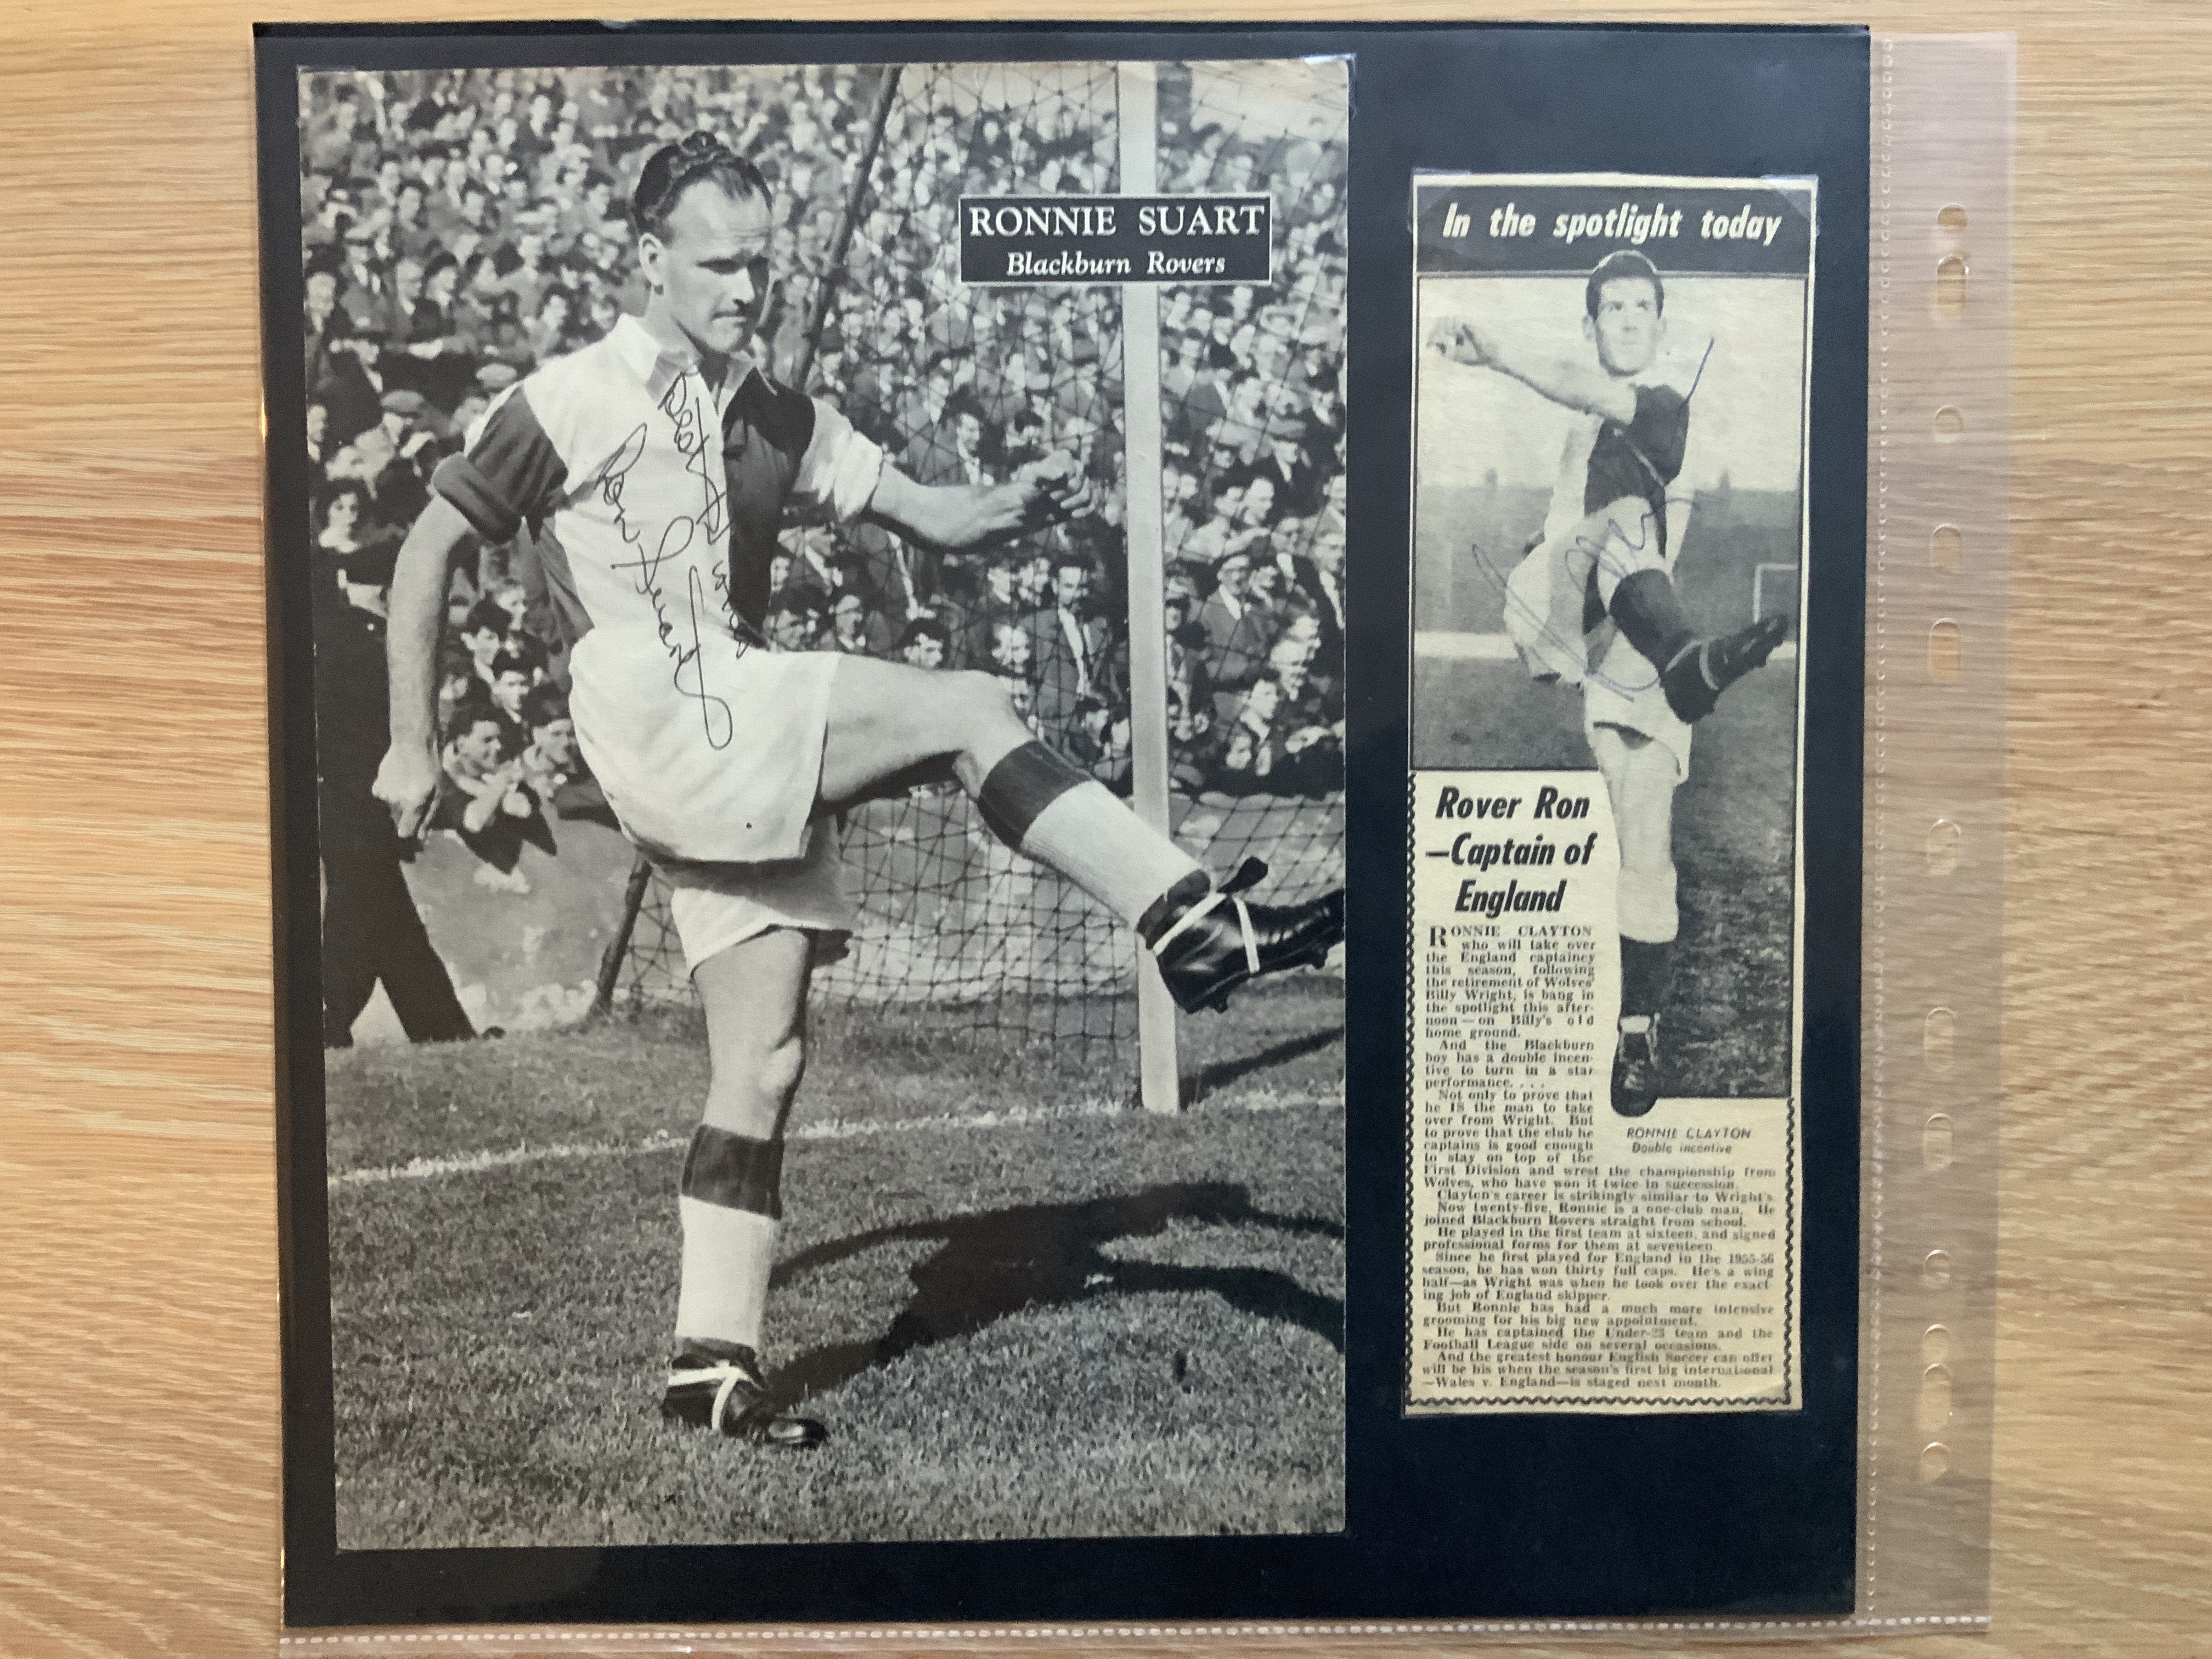 RONNIE SUART
Blackburn Rovers
Best wishes
Ron Suart
In the spotlight today
Rover Ron
—Captain of
England
RONNIE CLAYTON
who will take over
the England captaincy
this season, following
the retirement of Wolves'
Billy Wright, is bang in
the spotlight this after-
noon—on Billy's old
home ground.
And the Blackburn
boy has a double incen-
tive to turn in a star
performance. . . .
Not only to prove that
he IS the man to take
over from Wright. But
to prove that the club he
captains is good enough
to stay on top of the
First Division and wrest the championship from
Wolves, who have won it twice in succession.
Clayton's career is strikingly similar to Wright's.
Now twenty-five, Ronnie is a one-club man. He
joined Blackburn Rovers straight from school.
He played in the first team at sixteen, and signed
professional forms for them at seventeen.
Since he first played for England in the 1955-56
season, he has won thirty full caps. He's a wing
half—as Wright was when he took over the exact-
ing job of England skipper.
But Ronnie has had a much more intensive
grooming for his big new appointment.
He has captained the Under-23 team and the
Football League side on several occasions.
And the greatest honour English Soccer can offer
will be his when the season's first big international
—Wales v. England—is staged next month.
RONNIE CLAYTON
Double incentive